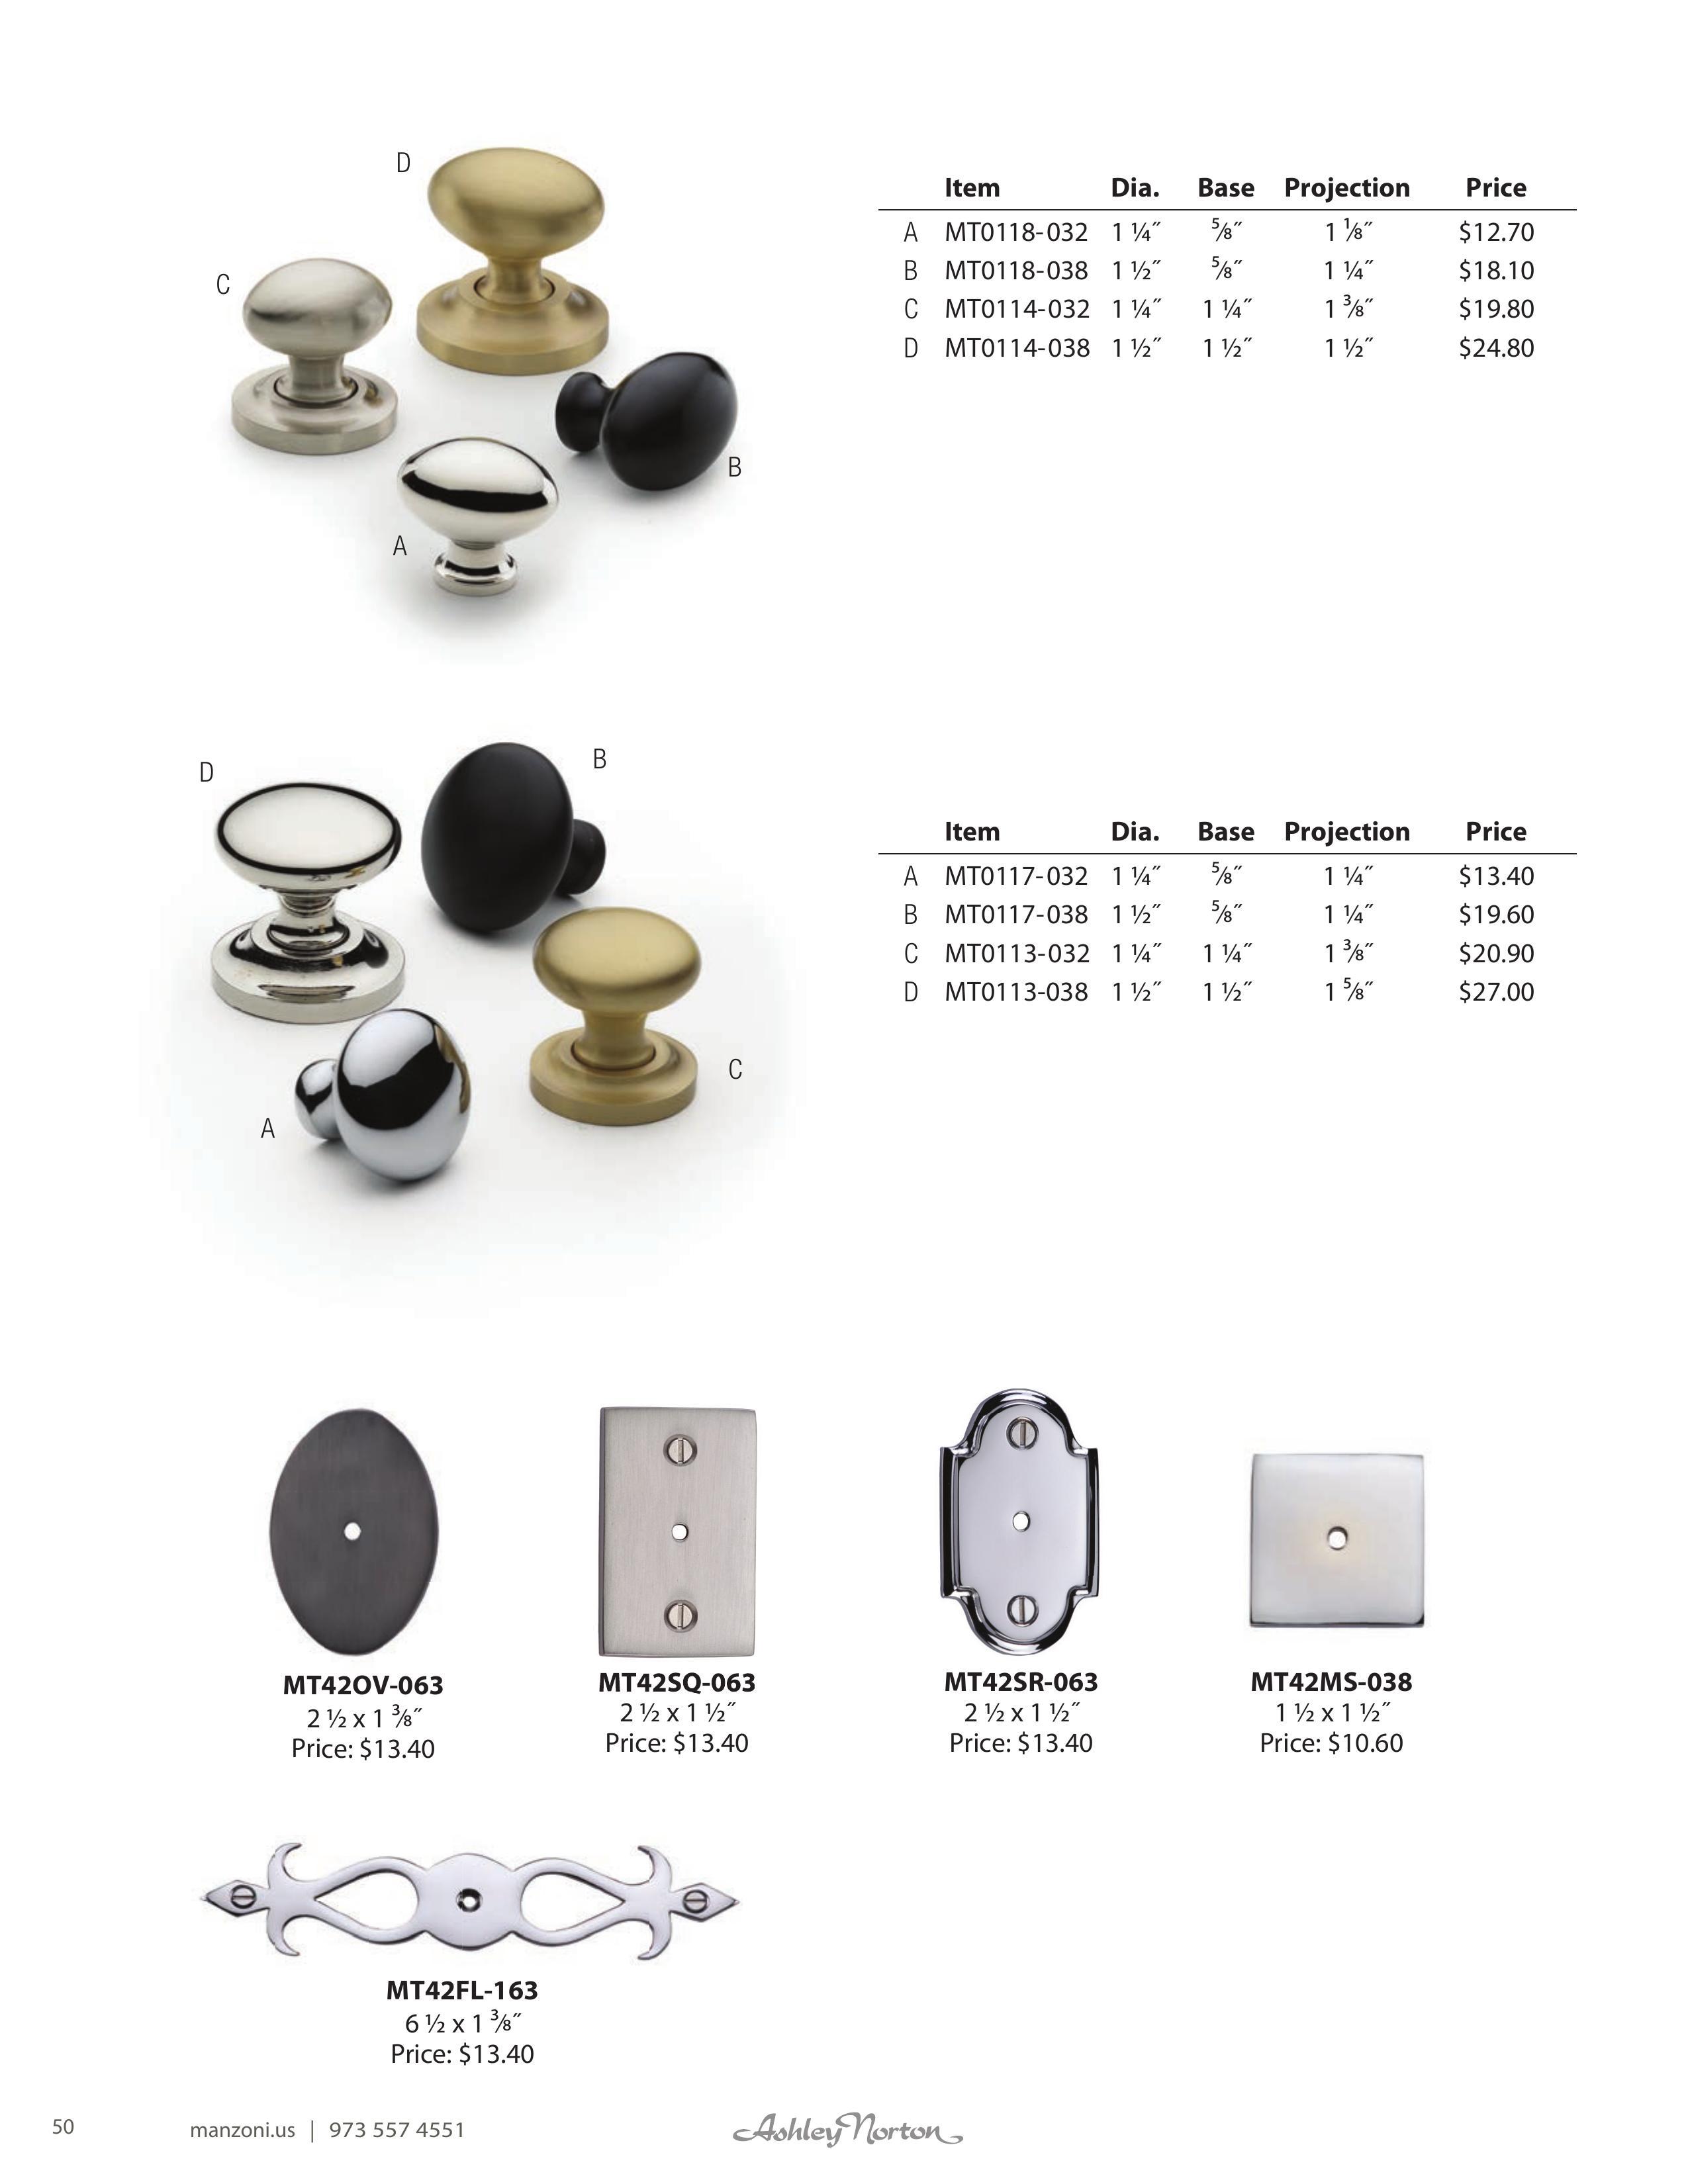 D
C
B
A
Item Dia. Base Projection Price
A MT0118-032 1 ¼″ ⅝″ 1 ⅛″ $12.70
B MT0118-038 1 ½″ ⅝″ 1 ¼″ $18.10
C MT0114-032 1 ¼″ 1 ¼″ 1 ⅜″ $19.80
D MT0114-038 1 ½″ 1 ½″ 1 ½″ $24.80
B
D
C
A
Item Dia. Base Projection Price
A MT0117-032 1 ¼″ ⅝″ 1 ¼″ $13.40
B MT0117-038 1 ½″ ⅝″ 1 ¼″ $19.60
C MT0113-032 1 ¼″ 1 ¼″ 1 ⅜″ $20.90
D MT0113-038 1 ½″ 1 ½″ 1 ⅝″ $27.00
MT42OV-063
2 ½ x 1 ⅜″
Price: $13.40
MT42SQ-063
2 ½ x 1 ½″
Price: $13.40
MT42SR-063
2 ½ x 1 ½″
Price: $13.40
MT42MS-038
1 ½ x 1 ½″
Price: $10.60
MT42FL-163
6 ½ x 1 ⅜″
Price: $13.40
50 manzoni.us | 973 557 4551 Ashley Norton